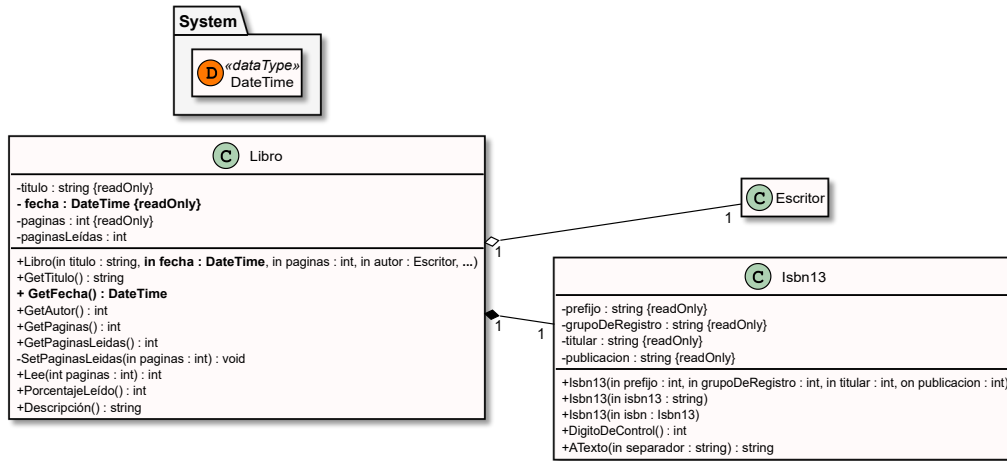 System
D
«dataType»
DateTime
C Libro
-titulo : string {readOnly}
- fecha : DateTime {readOnly}
-paginas : int {readOnly}
-paginasLeídas : int
+Libro(in titulo : string, in fecha : DateTime, in paginas : int, in autor : Escritor, ...)
+GetTitulo() : string
+ GetFecha() : DateTime
+GetAutor() : int
+GetPaginas() : int
+GetPaginasLeidas() : int
-SetPaginasLeidas(in paginas : int) : void
+Lee(int paginas : int) : int
+PorcentajeLeído() : int
+Descripción() : string
1
1
C Escritor
1
1
C Isbn13
-prefijo : string {readOnly}
-grupoDeRegistro : string {readOnly}
-titular : string {readOnly}
-publicacion : string {readOnly}
+Isbn13(in prefijo : int, in grupoDeRegistro : int, in titular : int, on publicacion : int)
+Isbn13(in isbn13 : string)
+Isbn13(in isbn : Isbn13)
+DigitoDeControl() : int
+ATexto(in separador : string) : string